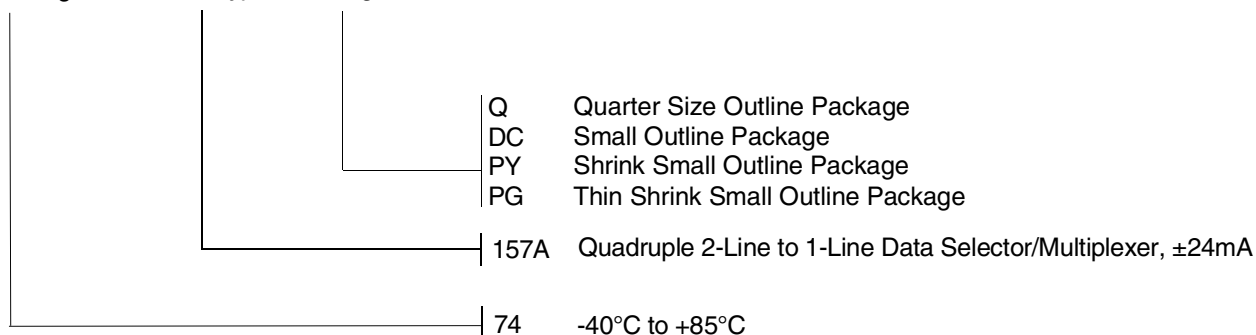 Q Quarter Size Outline Package
DC Small Outline Package
PY Shrink Small Outline Package
PG Thin Shrink Small Outline Package
157A Quadruple 2-Line to 1-Line Data Selector/Multiplexer, ±24mA
74 -40°C to +85°C